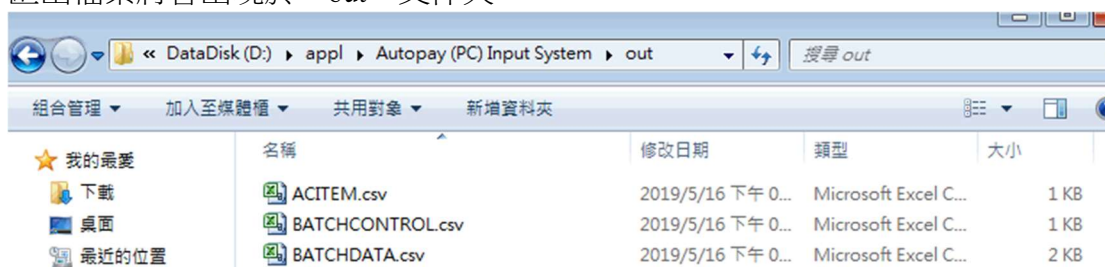 « DataDisk (D:) ▸ appl ▸ Autopay (PC) Input System ▸ out 搜尋 out
組合管理 ▼ 加入至媒體櫃 ▼ 共用對象 ▼ 新增資料夾
我的最愛 名稱 修改日期 類型 大小
下載 ACITEM.csv 2019/5/16 下午 0... Microsoft Excel C... 1 KB
桌面 BATCHCONTROL.csv 2019/5/16 下午 0... Microsoft Excel C... 1 KB
最近的位置 BATCHDATA.csv 2019/5/16 下午 0... Microsoft Excel C... 2 KB